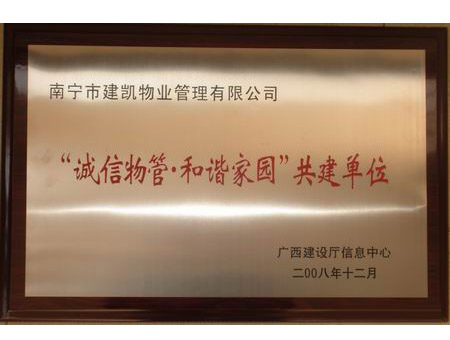 南宁市建凯物业管理有限公司
“诚信物管·和谐家园”共建单位
广西建设厅信息中心
二00八年十二月